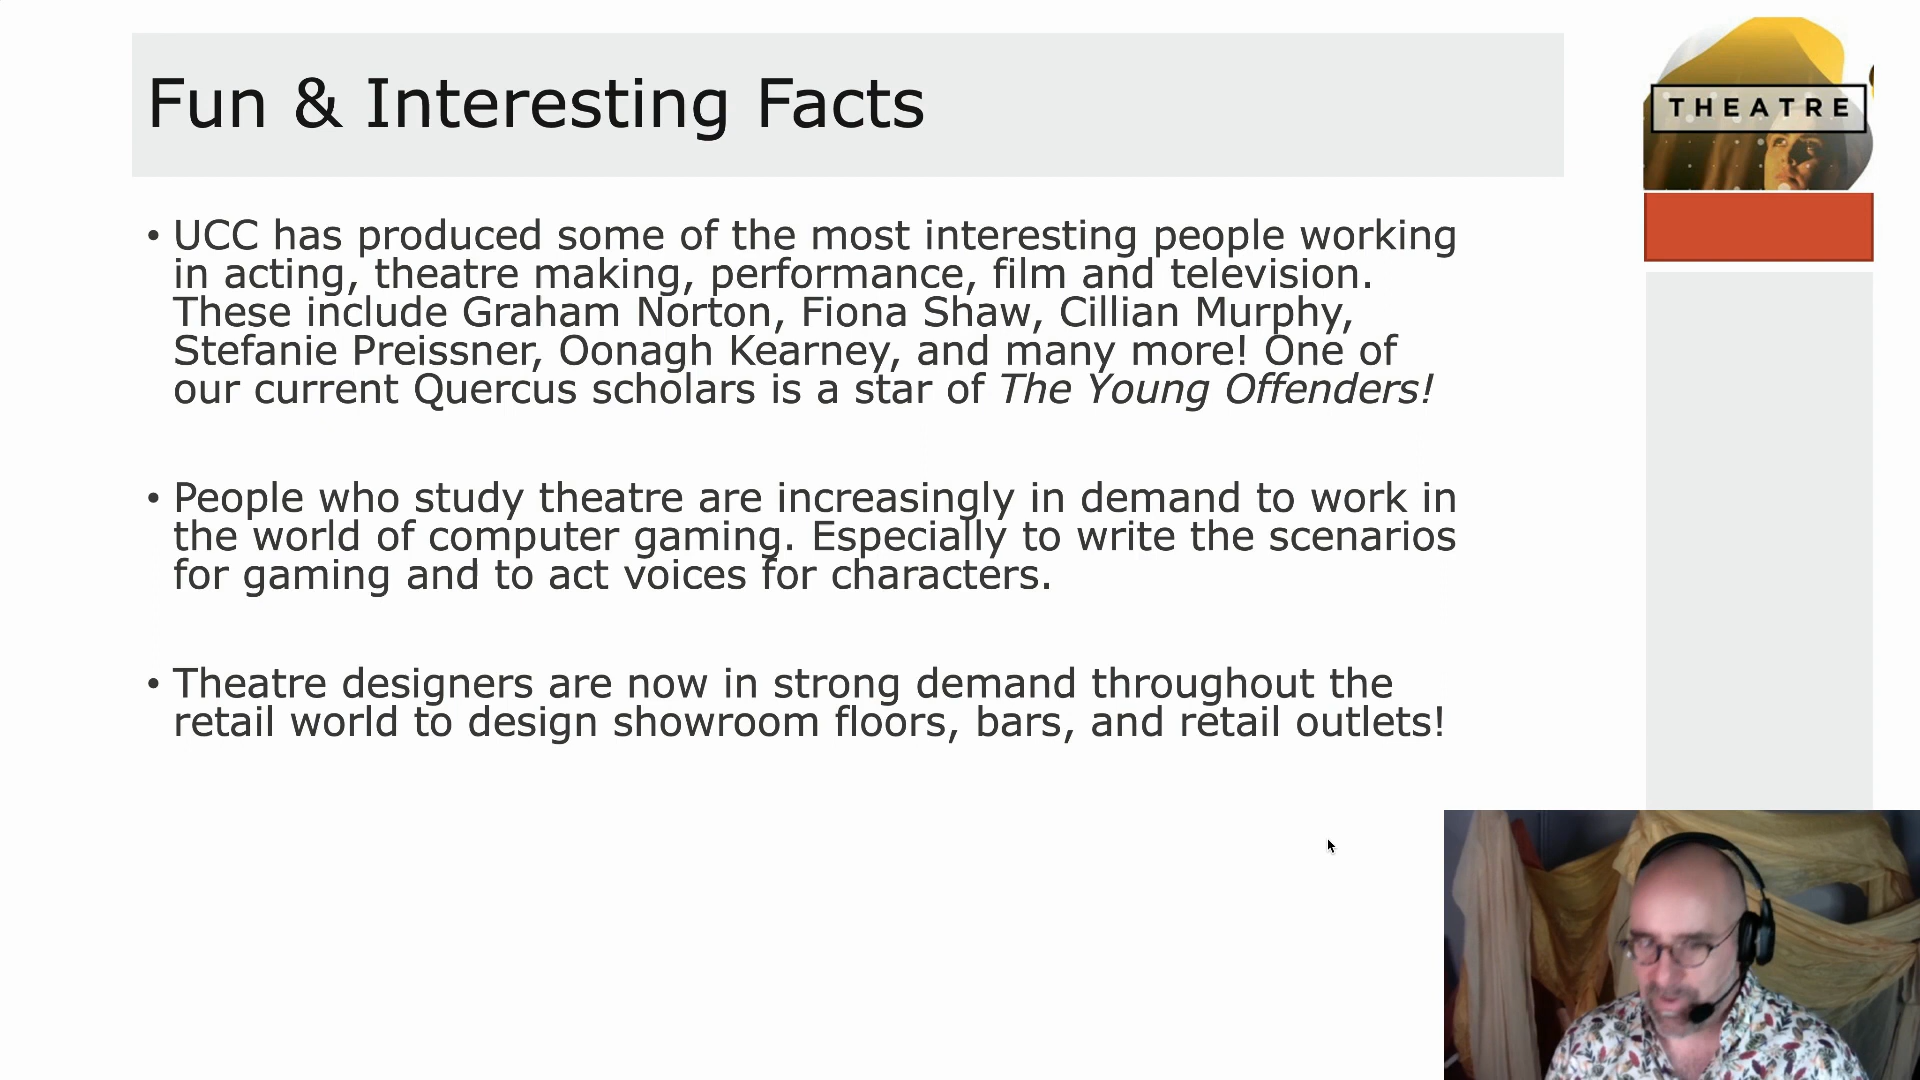 Fun & Interesting Facts
THEATRE
• UCC has produced some of the most interesting people working
in acting, theatre making, performance, film and television.
These include Graham Norton, Fiona Shaw, Cillian Murphy,
Stefanie Preissner, Oonagh Kearney, and many more! One of
our current Quercus scholars is a star of The Young Offenders!
• People who study theatre are increasingly in demand to work in
the world of computer gaming. Especially to write the scenarios
for gaming and to act voices for characters.
• Theatre designers are now in strong demand throughout the
retail world to design showroom floors, bars, and retail outlets!